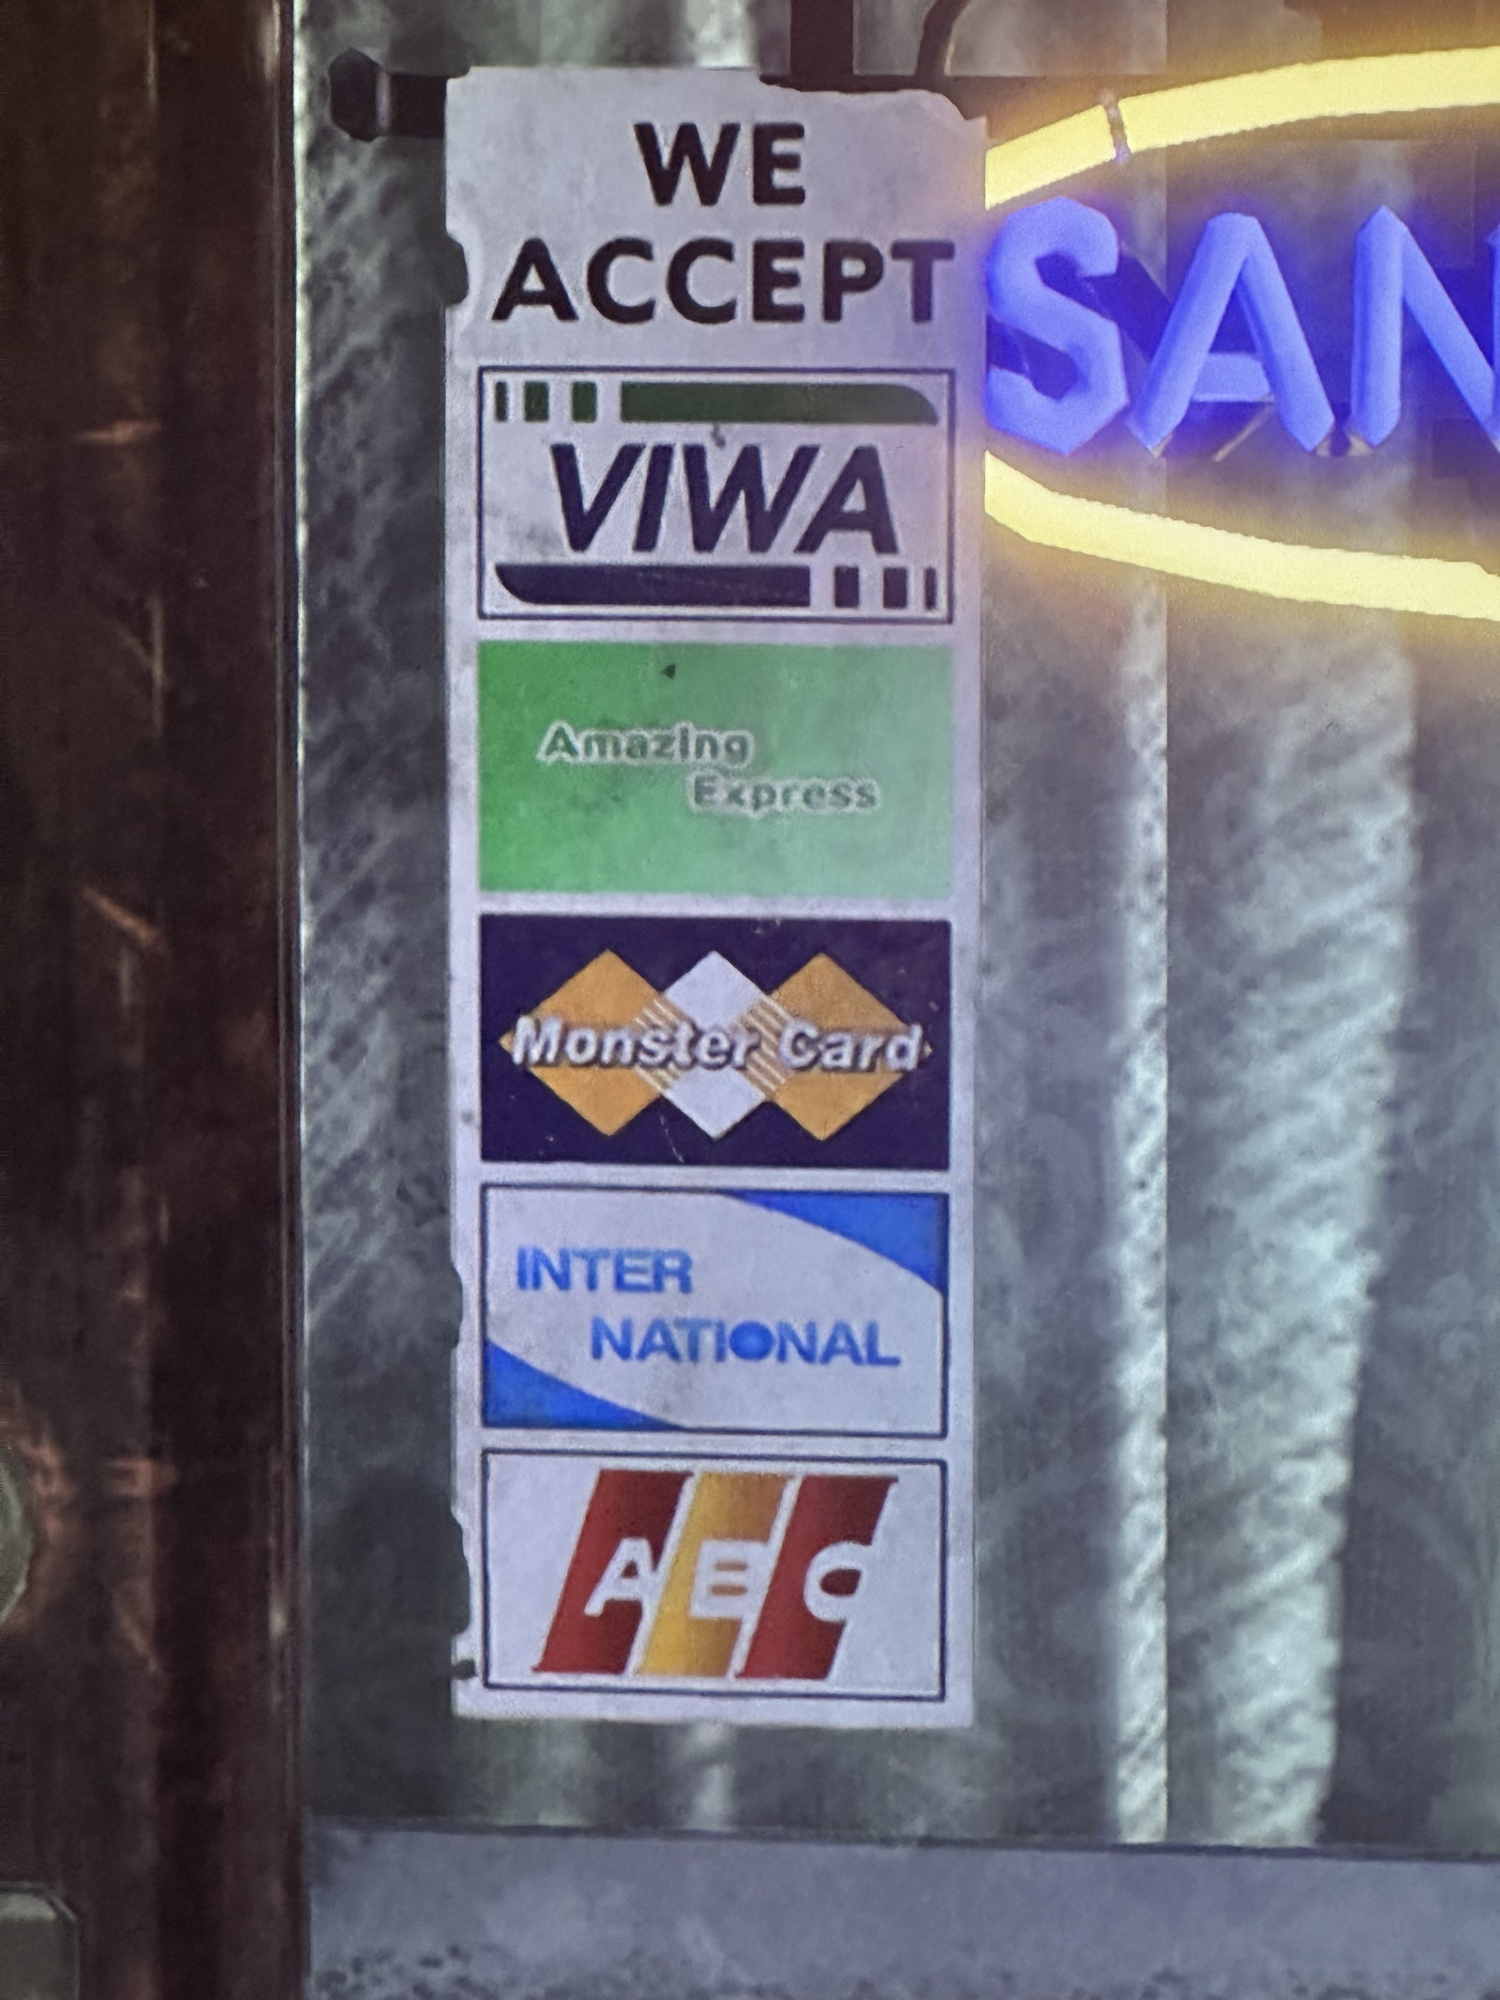 WE
ACCEPT
VIWA
Amazing
Express
Monster Card
INTER
NATIONAL
AEC
SAN